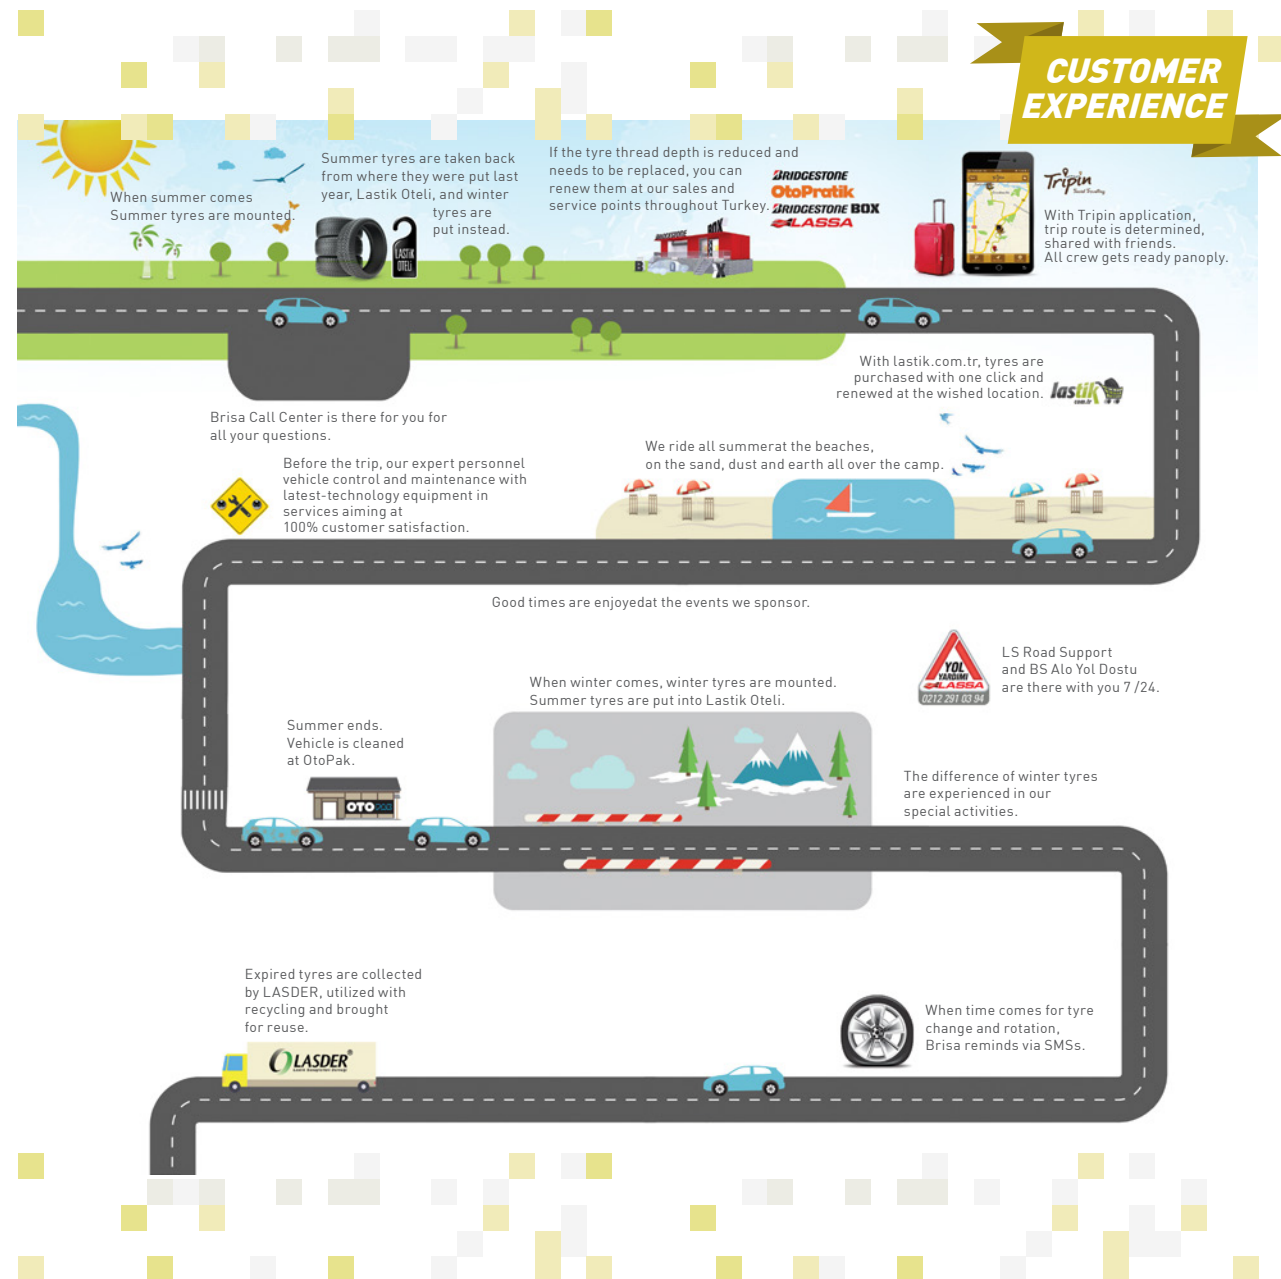 CUSTOMER
EXPERIENCE
When summer comes
Summer tyres are mounted.
Summer tyres are taken back
from where they were put last
year, Lastik Oteli, and winter
tyres are
put instead.
LASTİK
OTELİ
If the tyre thread depth is reduced and
needs to be replaced, you can
renew them at our sales and
service points throughout Turkey.
BRIDGESTONE
OtoPratik
BRIDGESTONE BOX
LASSA
BOX
B
X
Tripin
With Tripin application,
trip route is determined,
shared with friends.
All crew gets ready panoply.
With lastik.com.tr, tyres are
purchased with one click and
renewed at the wished location.
lastik
com.tr
Brisa Call Center is there for you for
all your questions.
Before the trip, our expert personnel
vehicle control and maintenance with
latest-technology equipment in
services aiming at
100% customer satisfaction.
We ride all summerat the beaches,
on the sand, dust and earth all over the camp.
Good times are enjoyedat the events we sponsor.
YOL
YARDIMI
LASSA
0212 291 03 94
LS Road Support
and BS Alo Yol Dostu
are there with you 7 /24.
When winter comes, winter tyres are mounted.
Summer tyres are put into Lastik Oteli.
Summer ends.
Vehicle is cleaned
at OtoPak.
OTOPAK
The difference of winter tyres
are experienced in our
special activities.
Expired tyres are collected
by LASDER, utilized with
recycling and brought
for reuse.
LASDER®
When time comes for tyre
change and rotation,
Brisa reminds via SMSs.